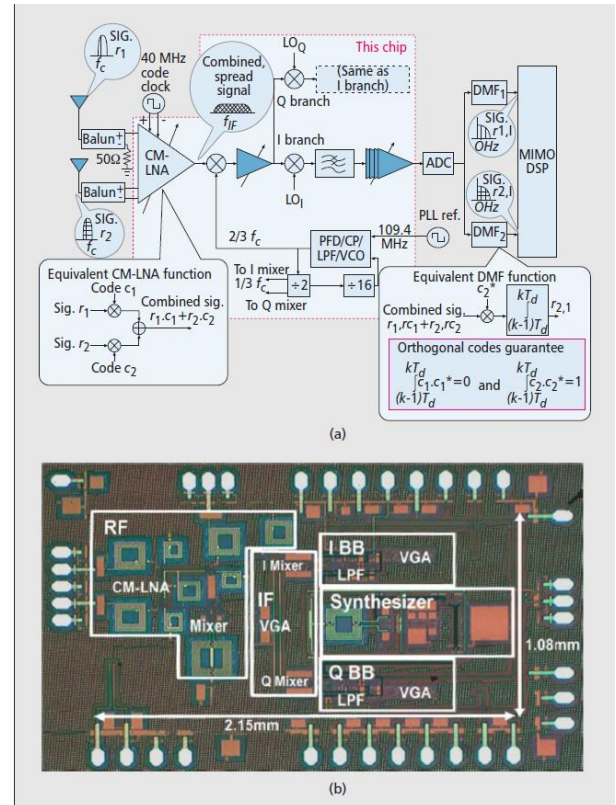 This chip
SIG.
r1
fc
40 MHz
code
clock
Combined,
spread
signal
fIF
LOQ
Q branch
(Same as
I branch)
I branch
LOI
Balun
50Ω
Balun
+ -
CM-
LNA
SIG.
r2
fc
ADC
DMF1
SIG.
r1,I
OHz
SIG.
r2,I
OHz
DMF2
MIMO
DSP
2/3 fc
PFD/CP/
LPF/VCO
109.4
MHz
PLL ref.
To I mixer
1/3 fc
To Q mixer
÷2
÷16
Equivalent CM-LNA function
Code c1
Sig. r1
Combined sig.
r1.c1+r2.c2
Sig. r2
Code c2
Equivalent DMF function
c2*
Combined sig.
r1,rc1+r2,rc2
kTd
∫
(k-1)Td
r2,1
Orthogonal codes guarantee
kTd kTd
∫c1.c1*=0 and ∫c2.c2*=1
(k-1)Td (k-1)Td
(a)
RF
CM-LNA
Mixer
I Mixer
IF
VGA
Q Mixer
I BB
LPF
VGA
Synthesizer
Q BB
LPF
VGA
1.08mm
2.15mm
(b)